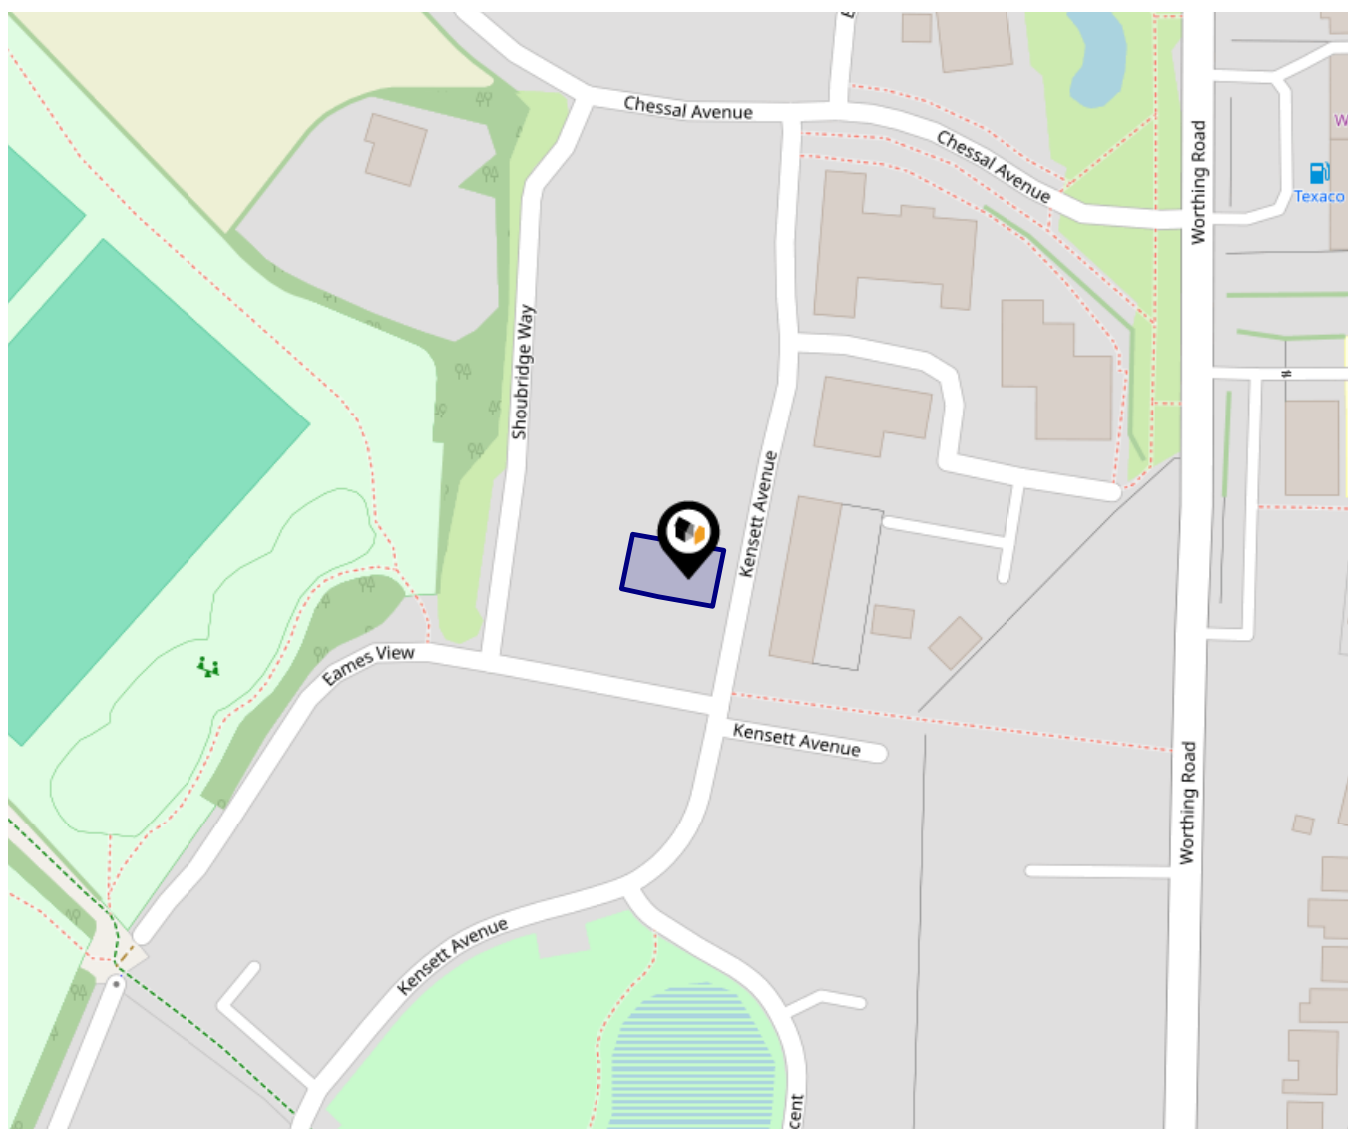 Chessal Avenue
Chessal Avenue
Worthing Road
Texaco
Shoubridge Way
Kensett Avenue
Eames View
Kensett Avenue
Worthing Road
Kensett Avenue